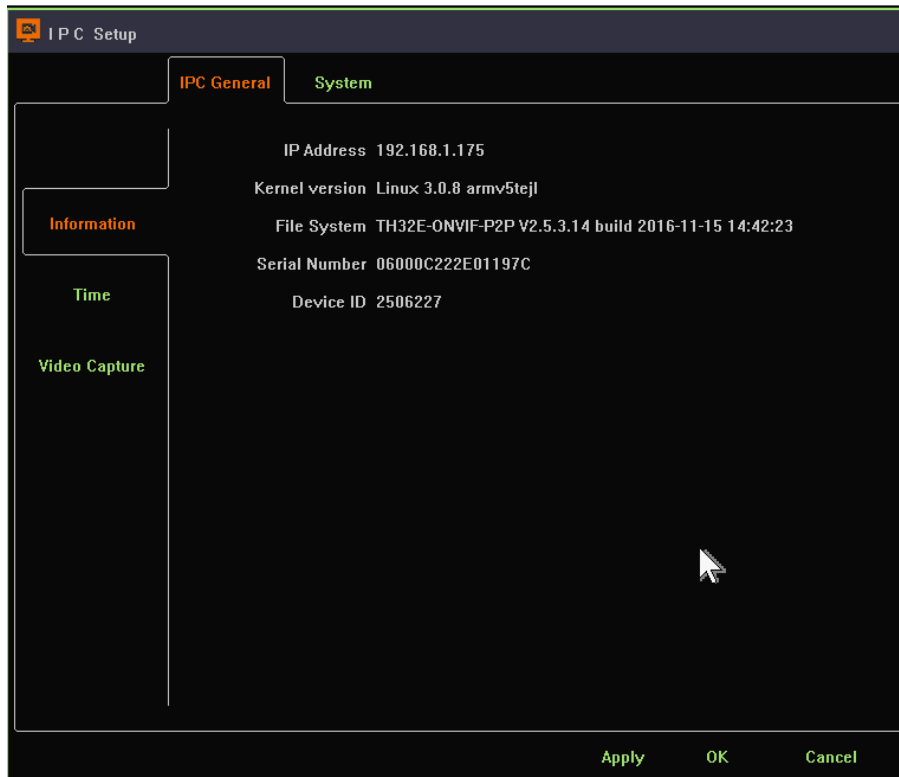 IPC Setup
IPC General System
IP Address 192.168.1.175
Kernel version Linux 3.0.8 armv5tejl
Information
File System TH32E-ONVIF-P2P V2.5.3.14 build 2016-11-15 14:42:23
Serial Number 06000C222E01197C
Time
Device ID 2506227
Video Capture
Apply OK Cancel